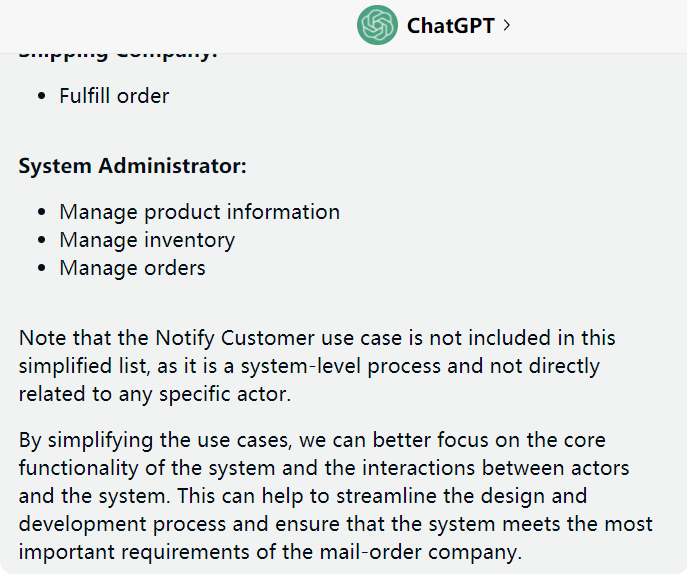 ChatGPT
Shipping Company:
• Fulfill order
System Administrator:
• Manage product information
• Manage inventory
• Manage orders
Note that the Notify Customer use case is not included in this
simplified list, as it is a system-level process and not directly
related to any specific actor.
By simplifying the use cases, we can better focus on the core
functionality of the system and the interactions between actors
and the system. This can help to streamline the design and
development process and ensure that the system meets the most
important requirements of the mail-order company.